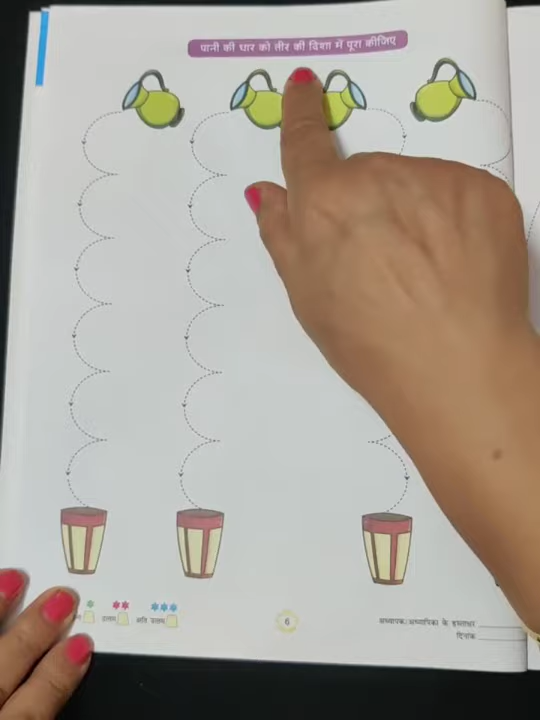 पानी की धार को तीर की दिशा में पूरा कीजिए
उत्तम
अति उत्तम
6
अध्यापक/अध्यापिका के हस्ताक्षर
दिनांक